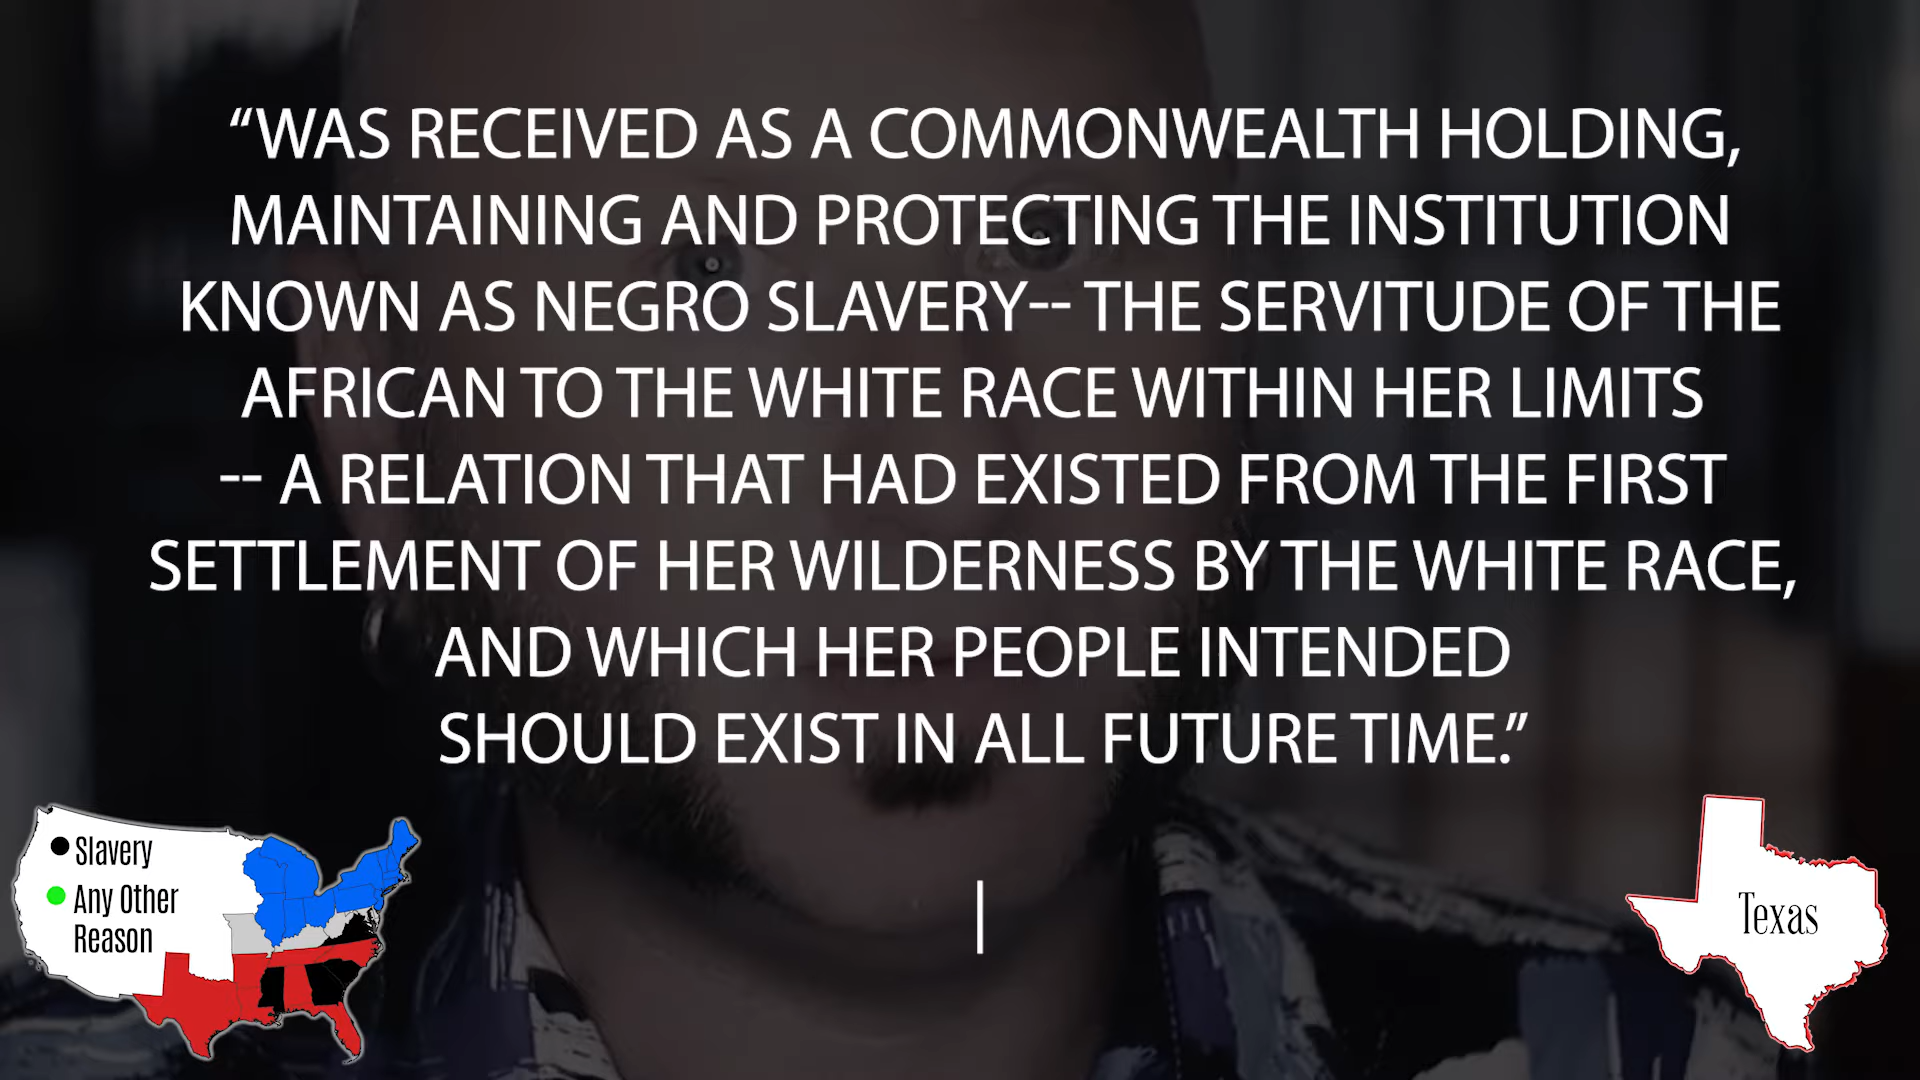 “WAS RECEIVED AS A COMMONWEALTH HOLDING,
MAINTAINING AND PROTECTING THE INSTITUTION
KNOWN AS NEGRO SLAVERY-- THE SERVITUDE OF THE
AFRICAN TO THE WHITE RACE WITHIN HER LIMITS
-- A RELATION THAT HAD EXISTED FROM THE FIRST
SETTLEMENT OF HER WILDERNESS BY THE WHITE RACE,
AND WHICH HER PEOPLE INTENDED
SHOULD EXIST IN ALL FUTURE TIME.”
|
Slavery
Any Other
Reason
Texas